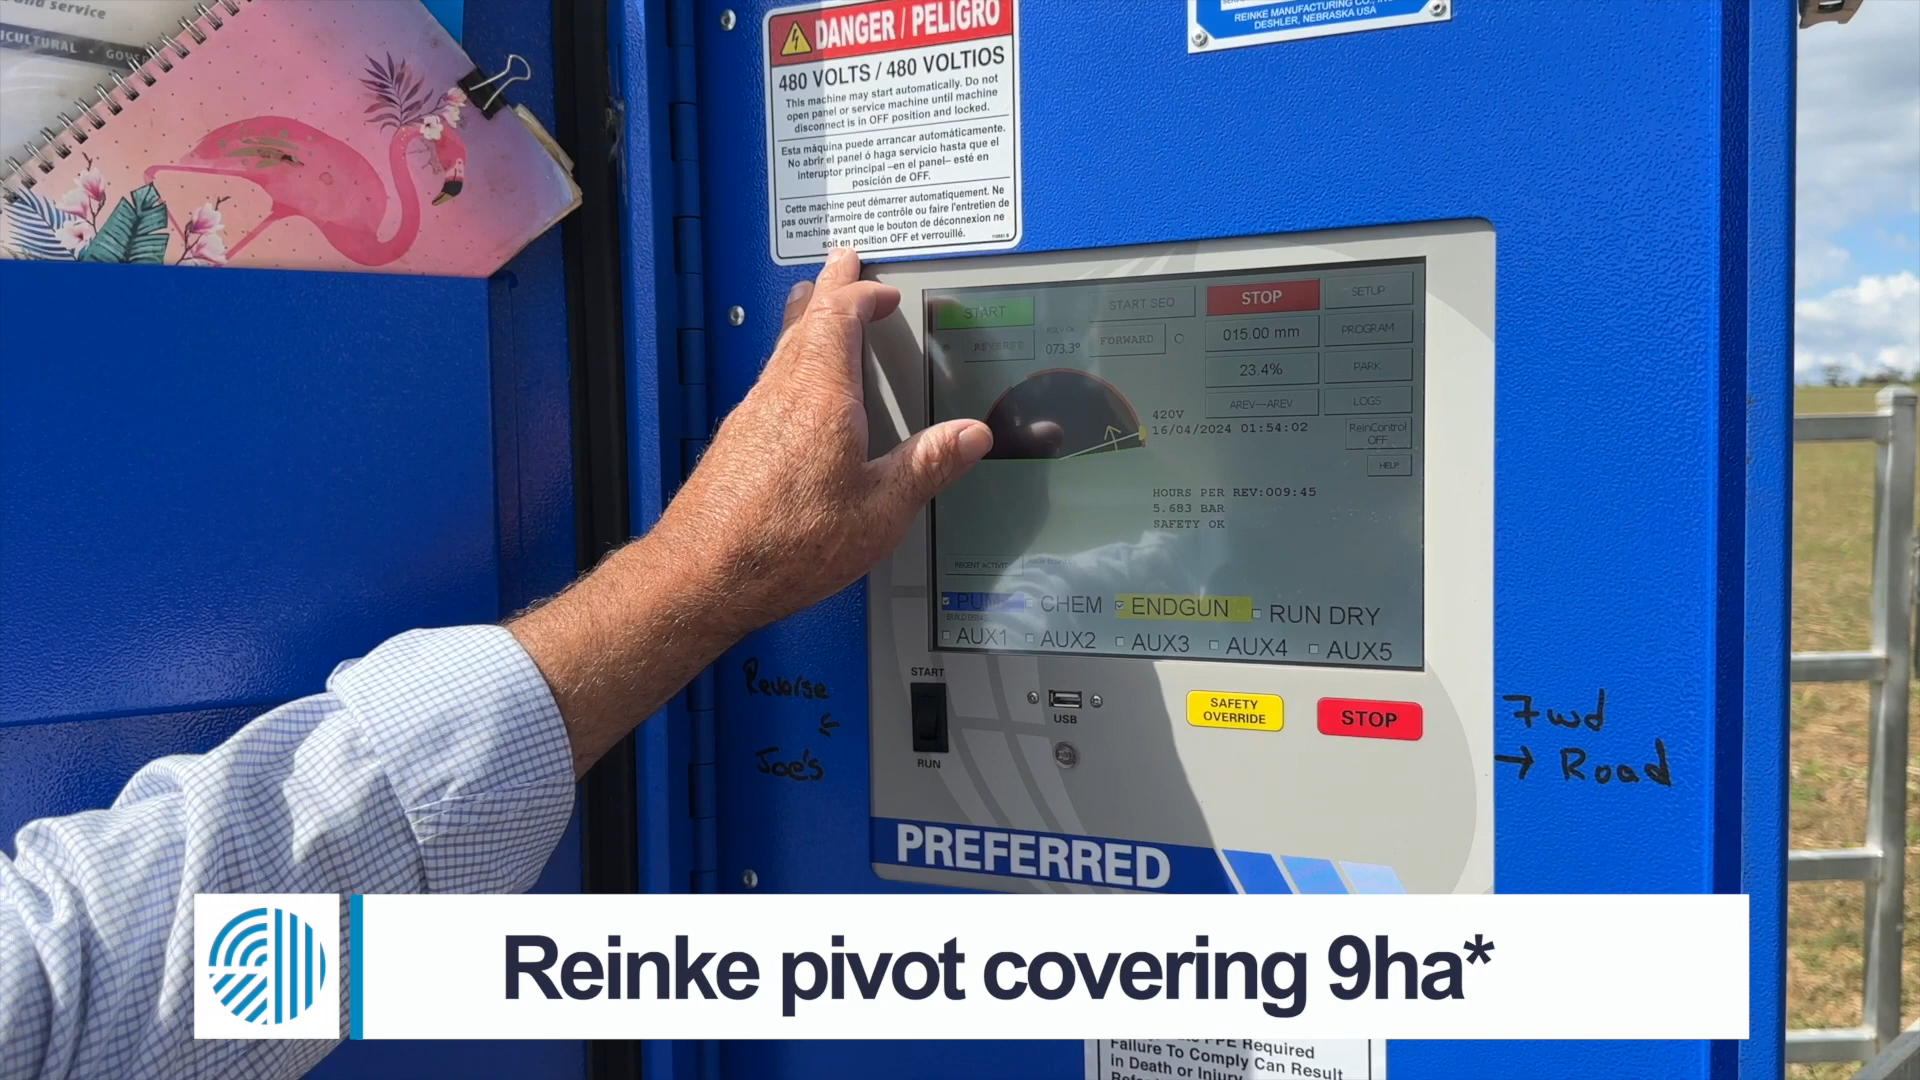 and service
ICULTURAL •
DANGER / PELIGRO
480 VOLTS / 480 VOLTIOS
This machine may start automatically. Do not
open panel or service machine until machine
disconnect is in OFF position and locked.
Esta máquina puede arrancar automáticamente.
No abrir el panel ó haga servicio hasta que el
interuptor principal –en el panel– esté en
posición de OFF.
Cette machine peut démarrer automatiquement. Ne
pas ouvrir l'armoire de contrôle ou faire l'entretien de
la machine avant que le bouton de déconnexion ne
soit en position OFF et verrouillé.
REINKE MANUFACTURING CO.,
DESHLER, NEBRASKA USA
START
START SEQ
STOP
SETUP
REVERSE
073.3°
FORWARD
015.00 mm
PROGRAM
23.4%
PARK
AREV—AREV
LOGS
420V
16/04/2024 01:54:02
ReinControl
OFF
HELP
HOURS PER REV:009:45
5.683 BAR
SAFETY OK
RECENT ACTIVIT
CHEM
ENDGUN
RUN DRY
AUX1
AUX2
AUX3
AUX4
AUX5
START
RUN
USB
SAFETY
OVERRIDE
STOP
Reverse
←
Joe's
Fwd
→ Road
PREFERRED
Reinke pivot covering 9ha*
PPE Required
Failure To Comply Can Result
in Death or Injury